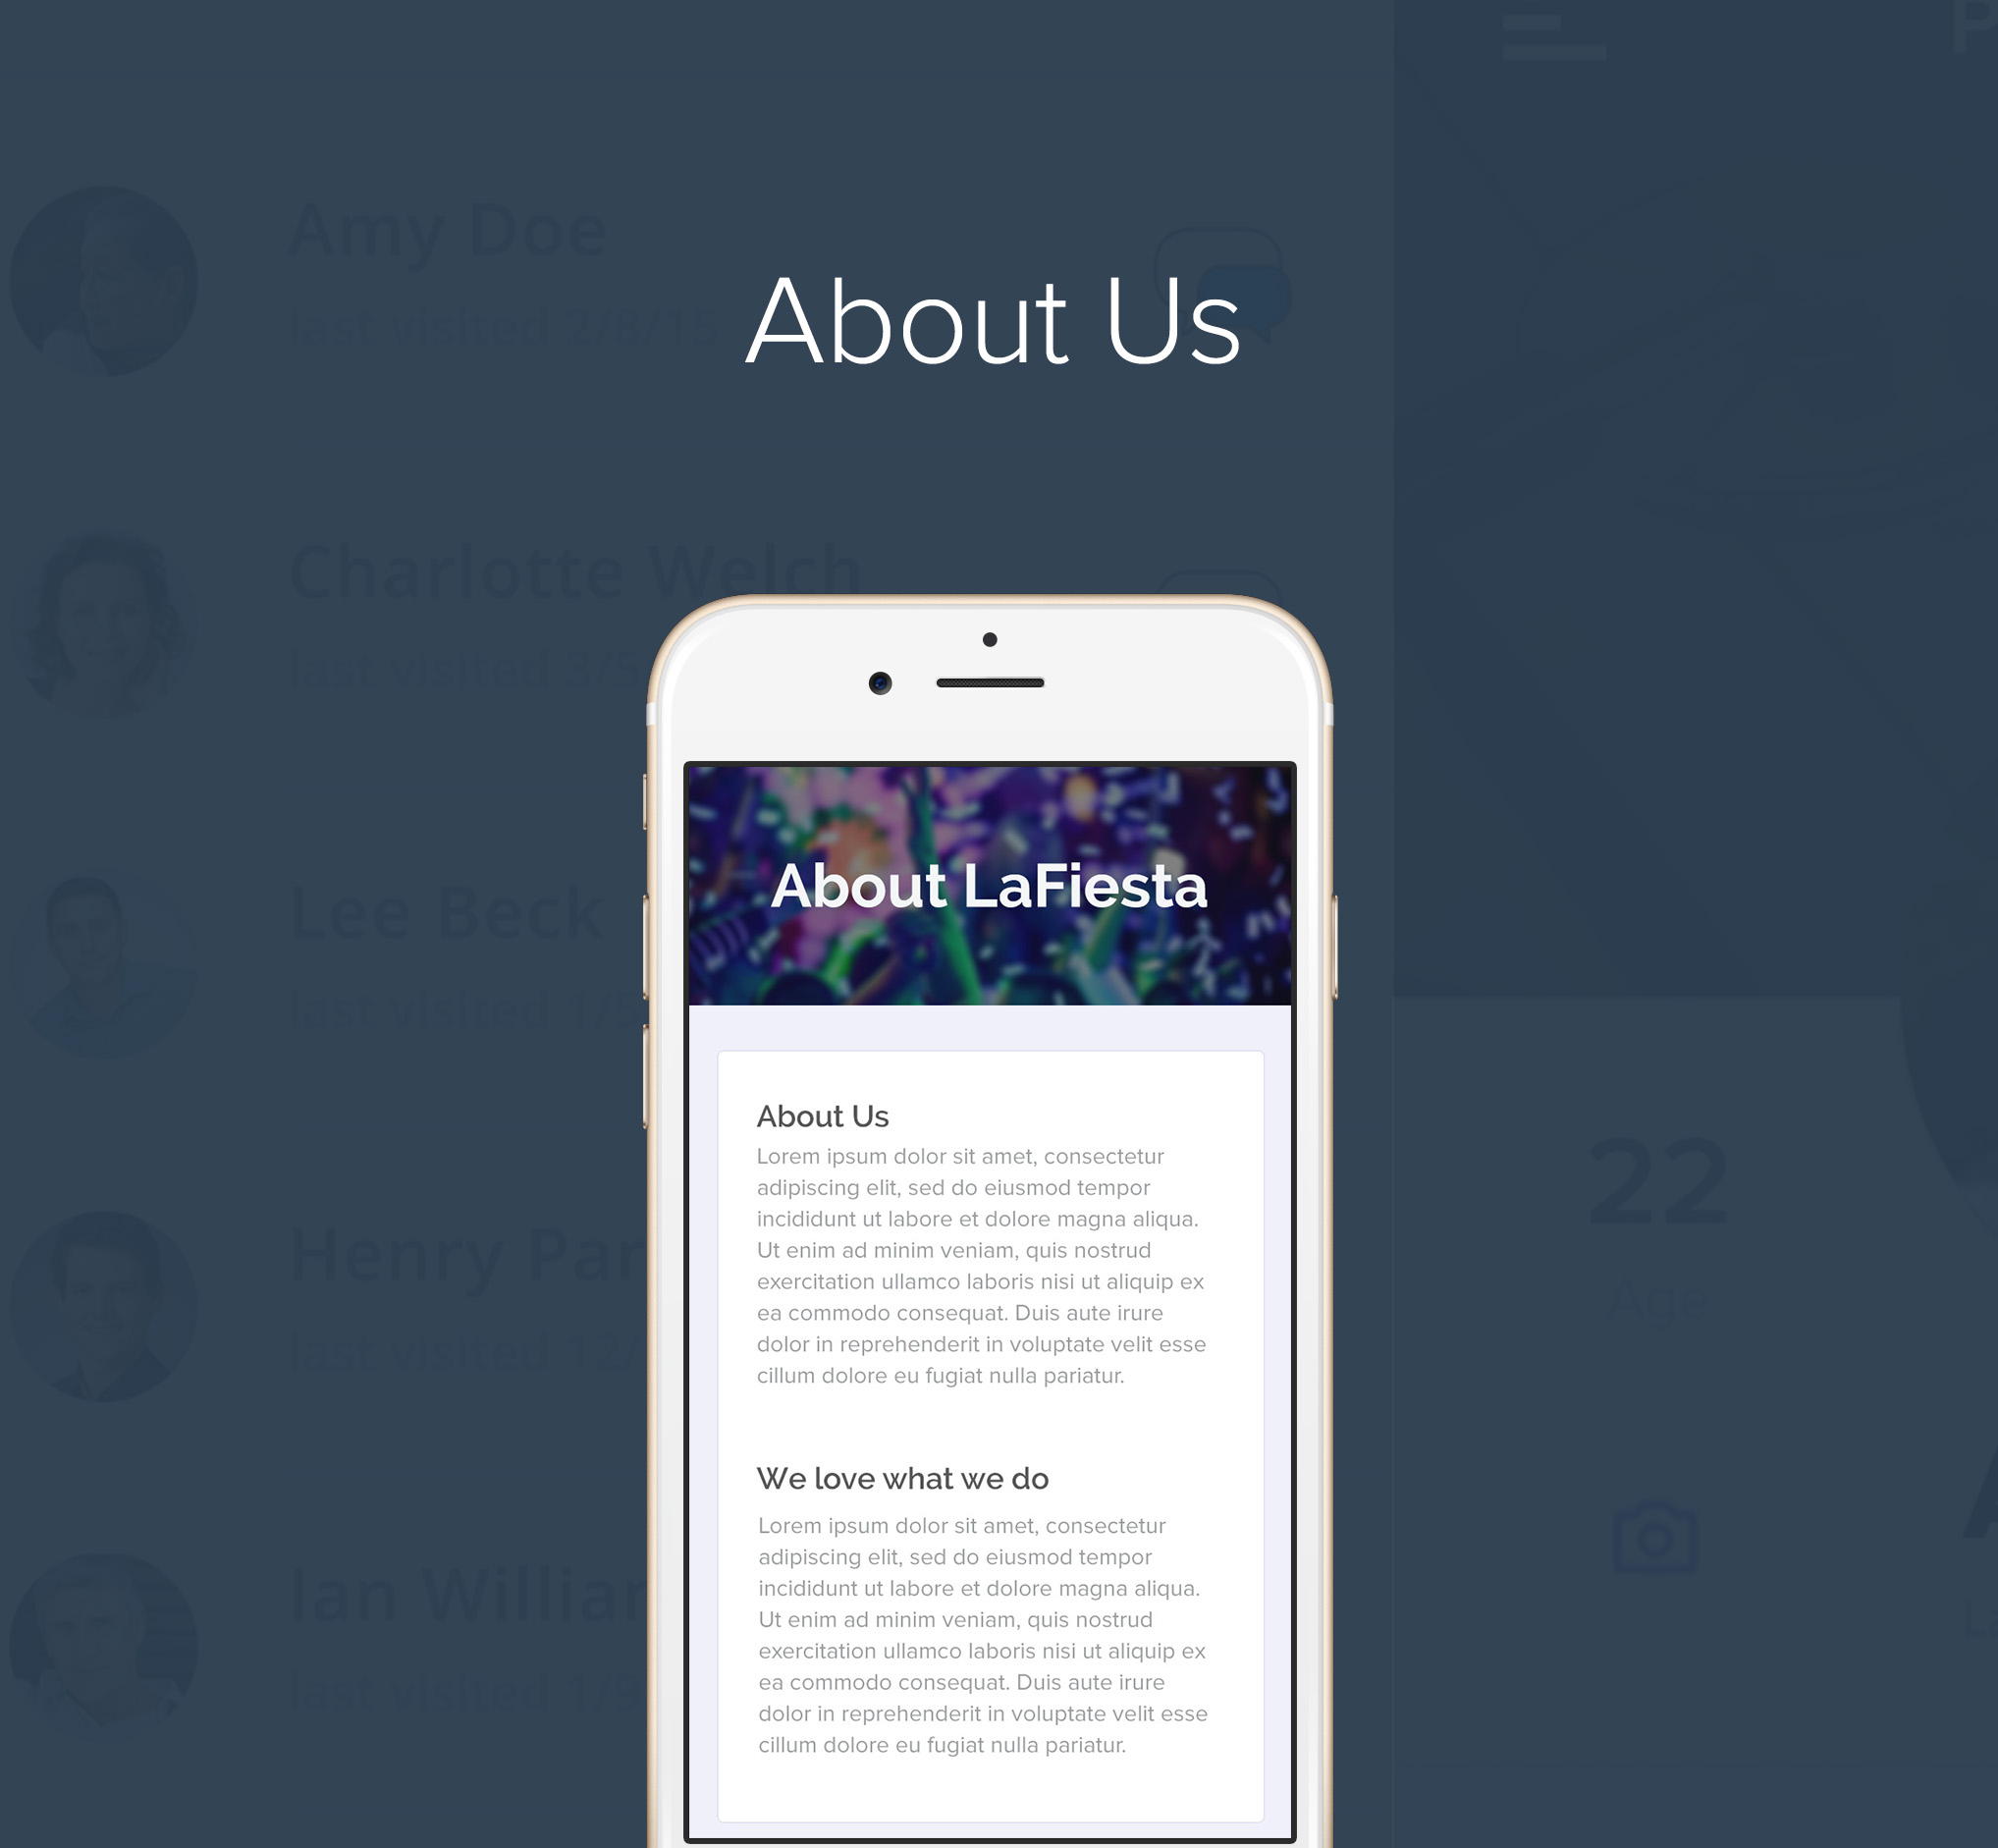 Amy Doe
last visited 2/8/15
About Us
Charlotte Welch
last visited 3/5
Lee Beck
last visited 1/5
Henry Par
last visited 12/
Ian Williar
last visited 1/9
22
Age
About LaFiesta
About Us
Lorem ipsum dolor sit amet, consectetur
adipiscing elit, sed do eiusmod tempor
incididunt ut labore et dolore magna aliqua.
Ut enim ad minim veniam, quis nostrud
exercitation ullamco laboris nisi ut aliquip ex
ea commodo consequat. Duis aute irure
dolor in reprehenderit in voluptate velit esse
cillum dolore eu fugiat nulla pariatur.
We love what we do
Lorem ipsum dolor sit amet, consectetur
adipiscing elit, sed do eiusmod tempor
incididunt ut labore et dolore magna aliqua.
Ut enim ad minim veniam, quis nostrud
exercitation ullamco laboris nisi ut aliquip ex
ea commodo consequat. Duis aute irure
dolor in reprehenderit in voluptate velit esse
cillum dolore eu fugiat nulla pariatur.